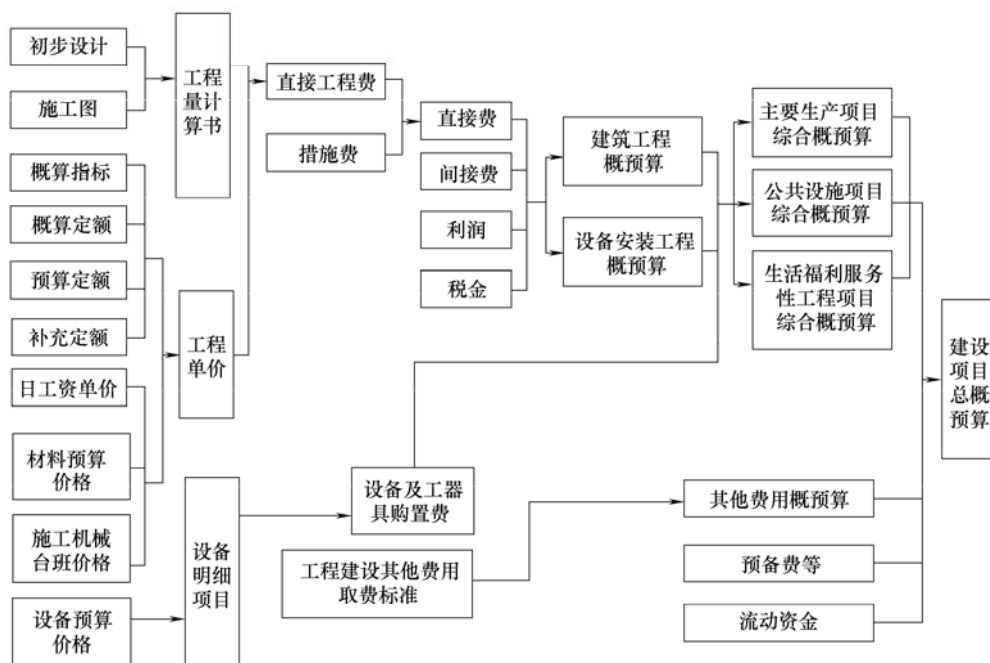 初步设计
施工图
概算指标
概算定额
预算定额
补充定额
日工资单价
材料预算
价格
施工机械
台班价格
设备预算
价格
工程
量计
算书
工程
单价
设备
明细
项目
直接工程费
措施费
直接费
间接费
利润
税金
建筑工程
概预算
设备安装工程
概预算
设备及工器
具购置费
工程建设其他费用
取费标准
主要生产项目
综合概预算
公共设施项目
综合概预算
生活福利服务
性工程项目
综合概预算
其他费用概预算
预备费等
流动资金
建设
项目
总概
预算